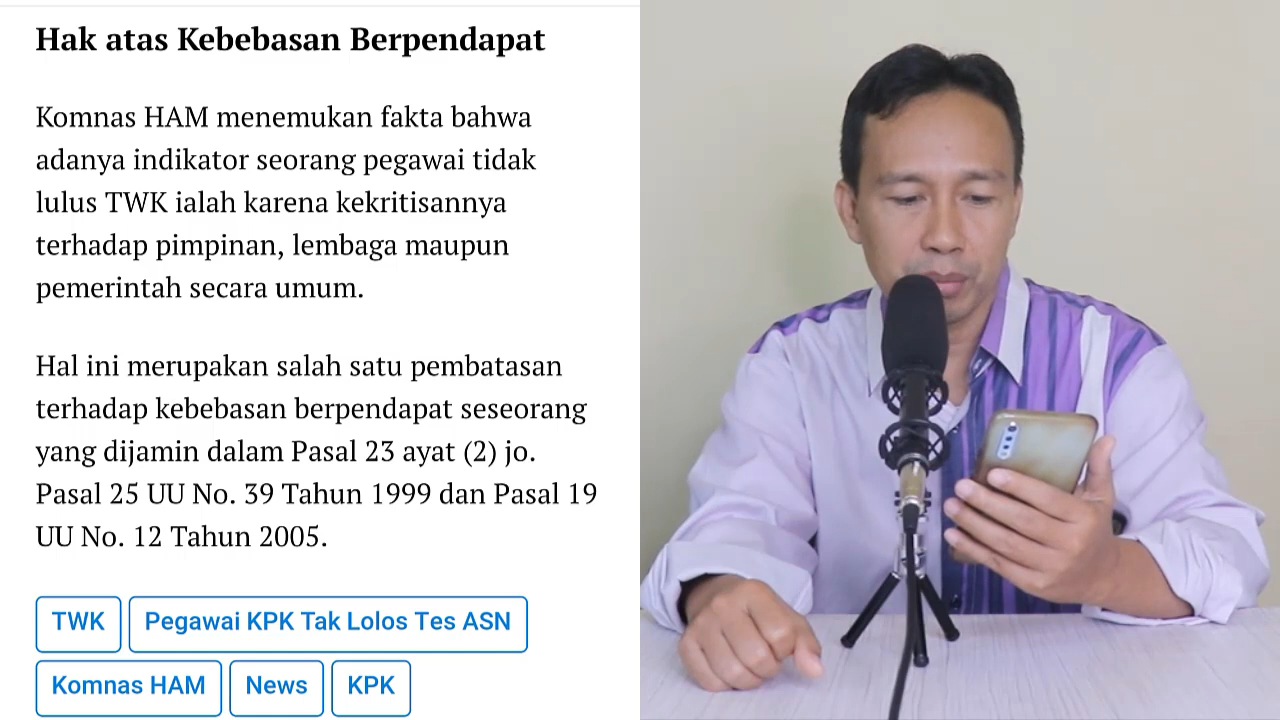 Hak atas Kebebasan Berpendapat
Komnas HAM menemukan fakta bahwa
adanya indikator seorang pegawai tidak
lulus TWK ialah karena kekritisannya
terhadap pimpinan, lembaga maupun
pemerintah secara umum.
Hal ini merupakan salah satu pembatasan
terhadap kebebasan berpendapat seseorang
yang dijamin dalam Pasal 23 ayat (2) jo.
Pasal 25 UU No. 39 Tahun 1999 dan Pasal 19
UU No. 12 Tahun 2005.
TWK Pegawai KPK Tak Lolos Tes ASN
Komnas HAM News KPK